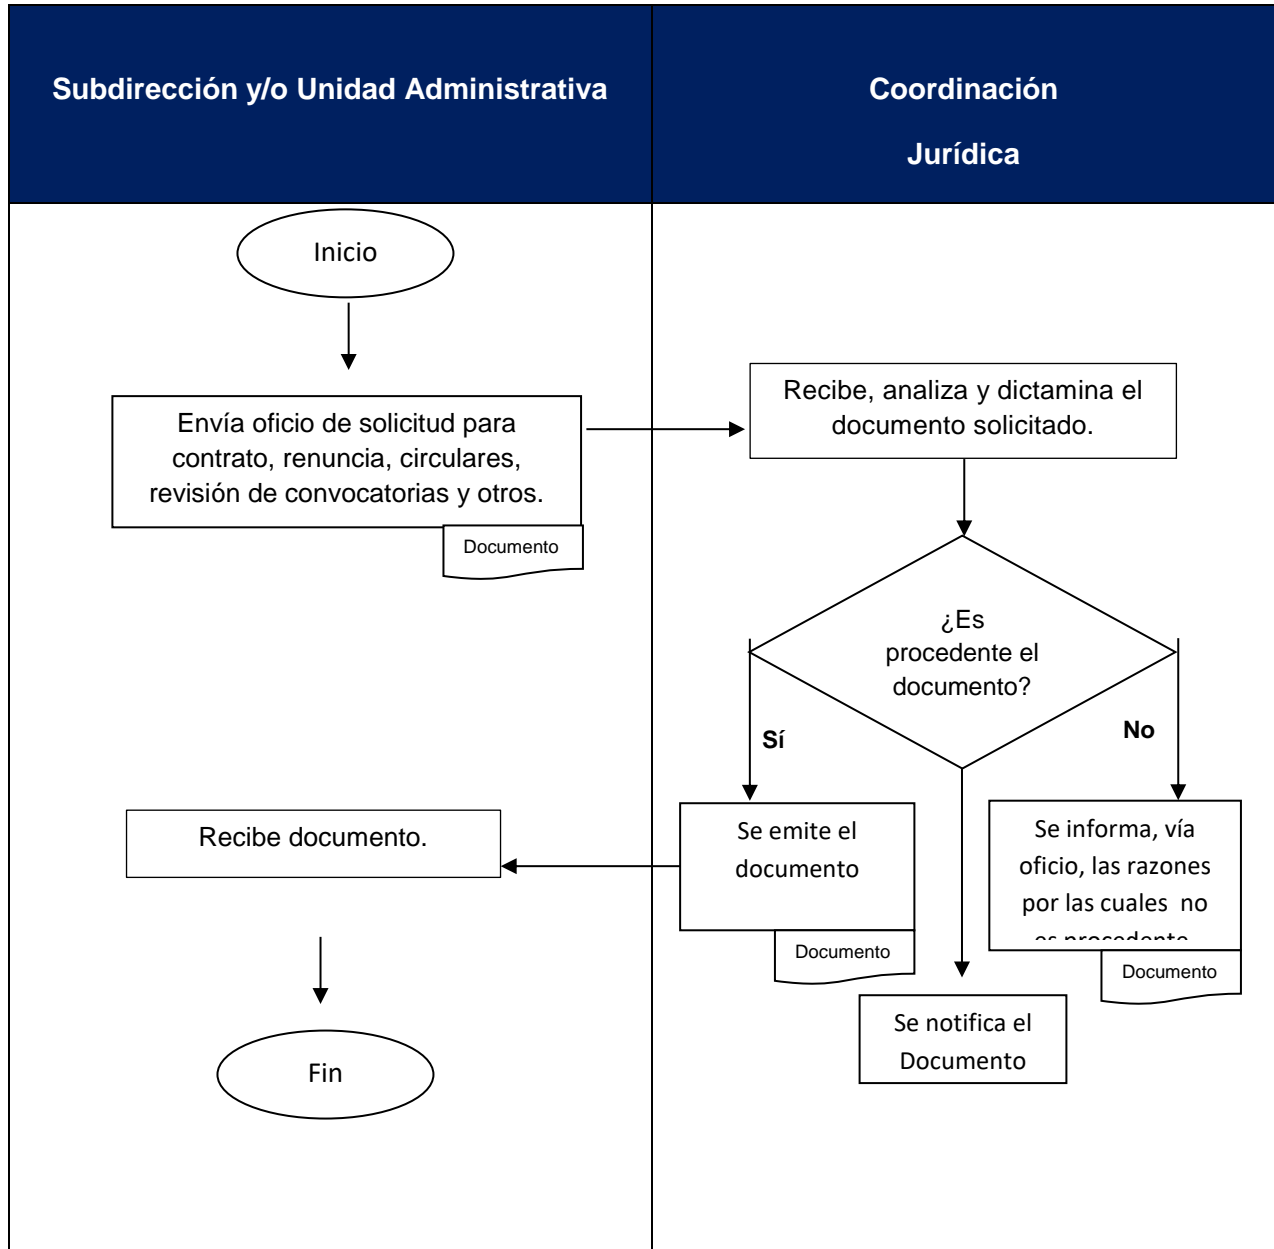 Subdirección y/o Unidad Administrativa
Coordinación
Jurídica
Inicio
Envía oficio de solicitud para
contrato, renuncia, circulares,
revisión de convocatorias y otros.
Documento
Recibe, analiza y dictamina el
documento solicitado.
¿Es
procedente el
documento?
Sí
No
Recibe documento.
Se emite el
documento
Documento
Se informa, vía
oficio, las razones
por las cuales  no
es procedente
Documento
Se notifica el
Documento
Fin